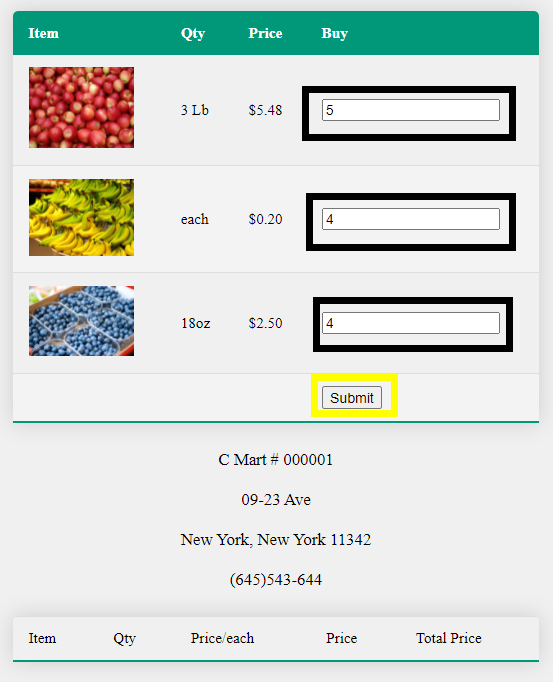 Item Qty Price Buy
3 Lb $5.48 5
each $0.20 4
18oz $2.50 4
Submit
C Mart # 000001
09-23 Ave
New York, New York 11342
(645)543-644
Item Qty Price/each Price Total Price